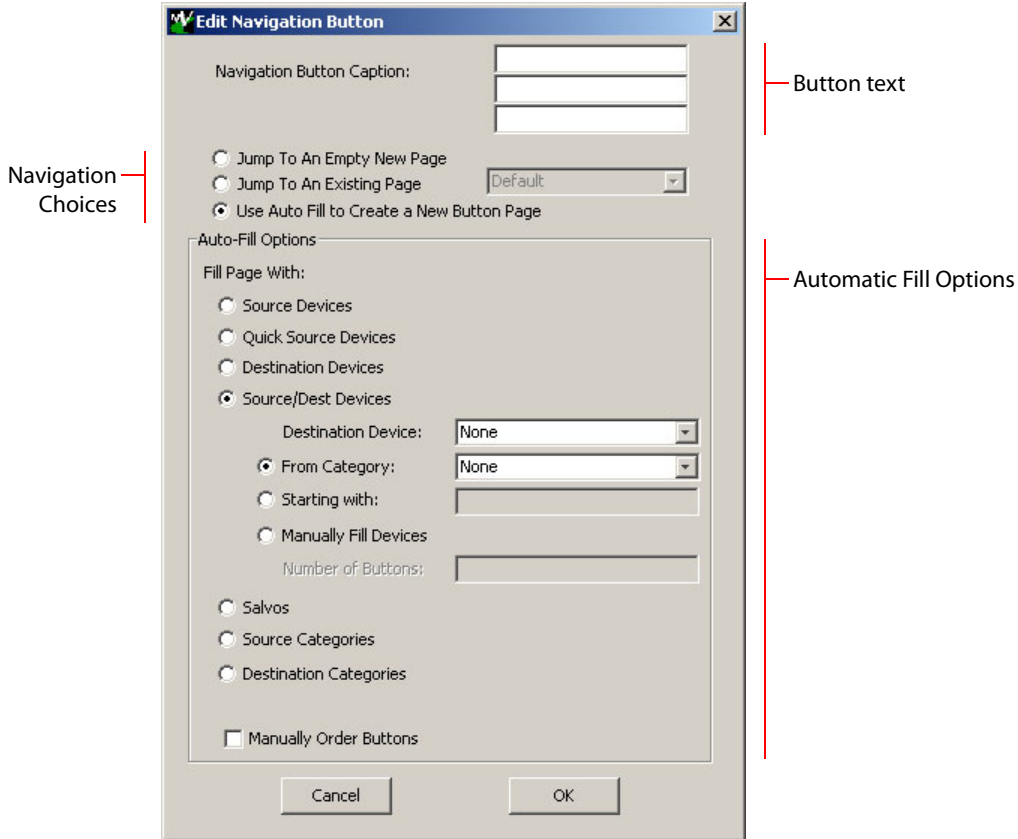 Edit Navigation Button
Navigation Button Caption:
Button text
Navigation
Choices
Jump To An Empty New Page
Jump To An Existing Page
Default
Use Auto Fill to Create a New Button Page
Auto-Fill Options
Automatic Fill Options
Fill Page With:
Source Devices
Quick Source Devices
Destination Devices
Source/Dest Devices
Destination Device:
None
From Category:
None
Starting with:
Manually Fill Devices
Number of Buttons:
Salvos
Source Categories
Destination Categories
Manually Order Buttons
Cancel
OK